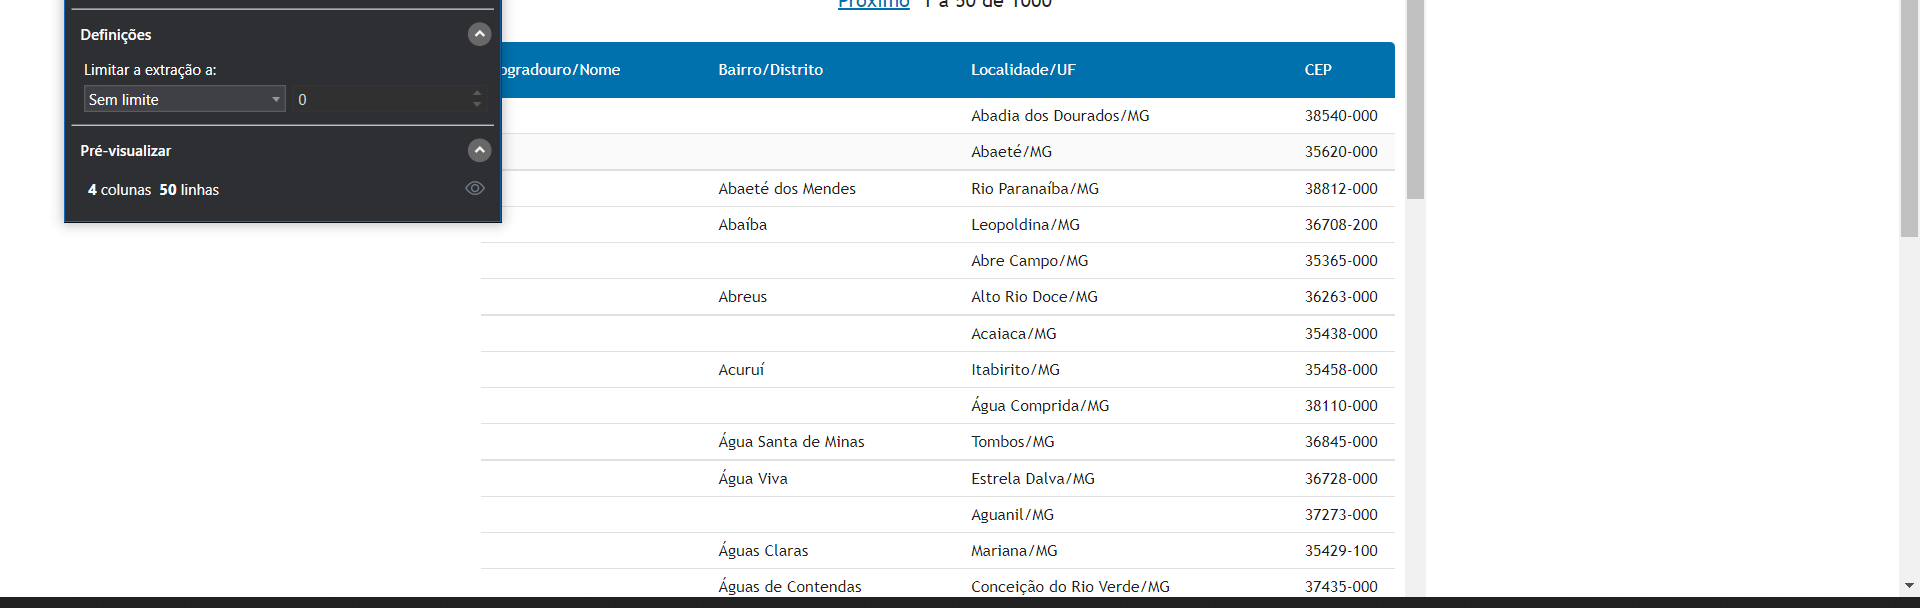 Próximo 1 a 50 de 1000
Definições
Limitar a extração a:
Sem limite 0
Pré-visualizar
4 colunas 50 linhas
ogradouro/Nome Bairro/Distrito Localidade/UF CEP
Abadia dos Dourados/MG 38540-000
Abaeté/MG 35620-000
Abaeté dos Mendes Rio Paranaíba/MG 38812-000
Abaíba Leopoldina/MG 36708-200
Abre Campo/MG 35365-000
Abreus Alto Rio Doce/MG 36263-000
Acaiaca/MG 35438-000
Acuruí Itabirito/MG 35458-000
Água Comprida/MG 38110-000
Água Santa de Minas Tombos/MG 36845-000
Água Viva Estrela Dalva/MG 36728-000
Aguanil/MG 37273-000
Águas Claras Mariana/MG 35429-100
Águas de Contendas Conceição do Rio Verde/MG 37435-000